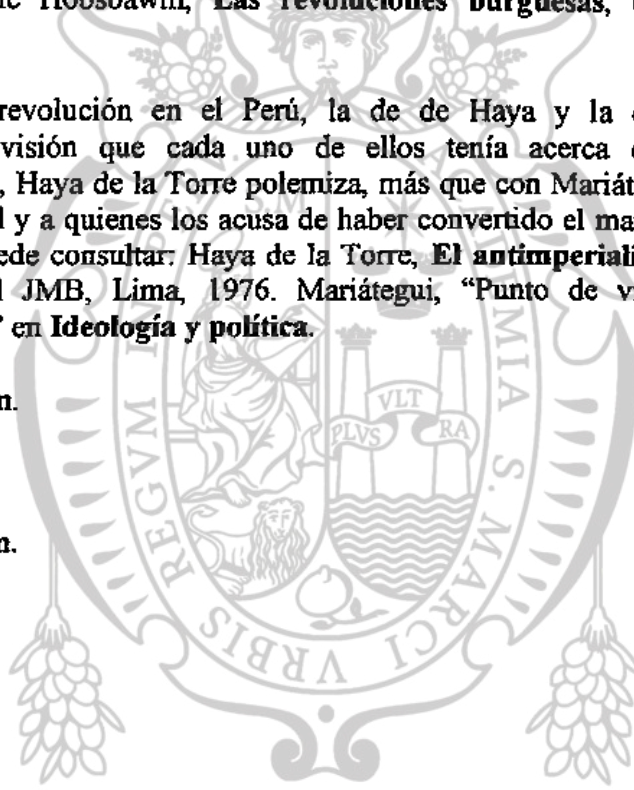 Hobsbawm, Las revoluciones burguesas,
revolución en el Perú, la de de Haya y la
visión que cada uno de ellos tenía acerca
, Haya de la Torre polemiza, más que con Mariát
l y a quienes los acusa de haber convertido el ma
ede consultar: Haya de la Torre, El antimperiali
l JMB, Lima, 1976. Mariátegui, “Punto de v
” en Ideología y política.
n.
n.
PLVS VLT RA
REGVM
VRBIS
MARCI
S.